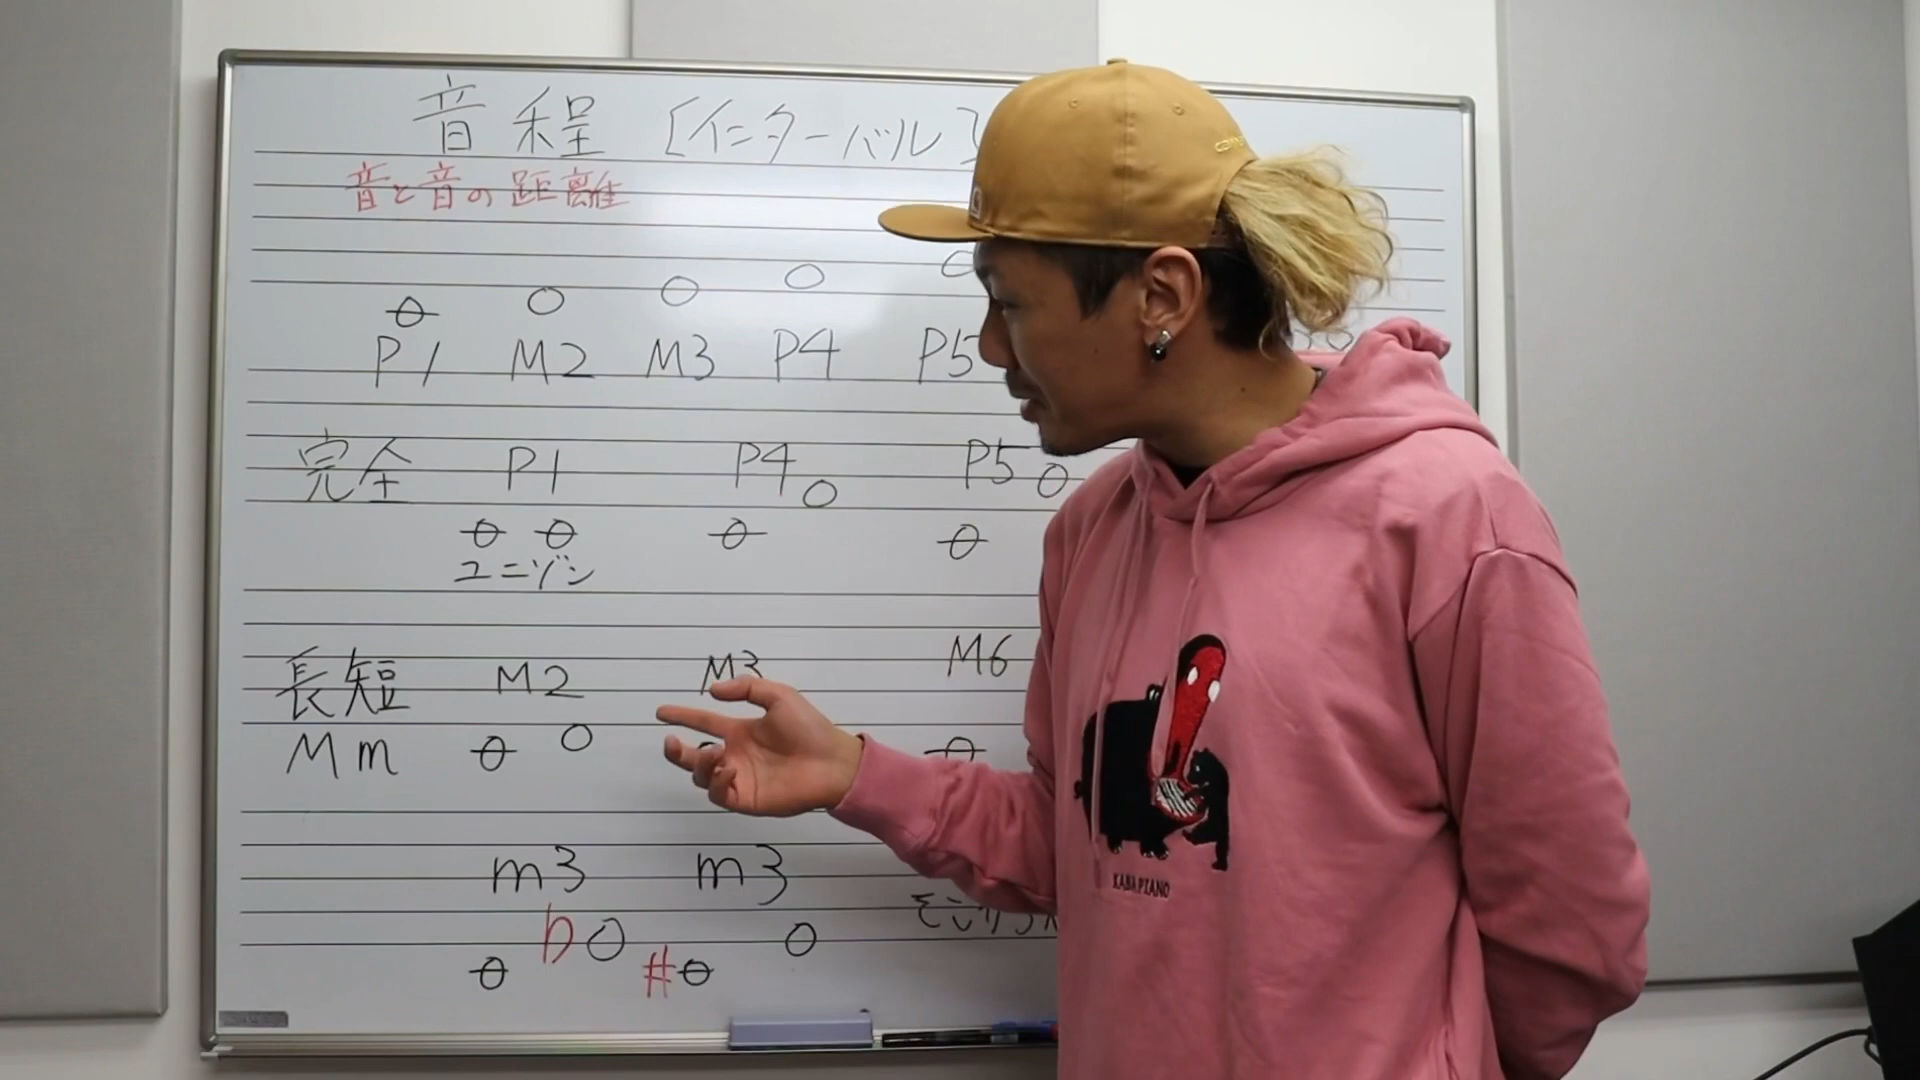 音程 [インターバル]
音と音の距離
P1 M2 M3 P4 P5
完全 P1 P4 P5
ユニゾン
長短 M2 M3 M6
M m
m3 m3
b #
KABAPIANO